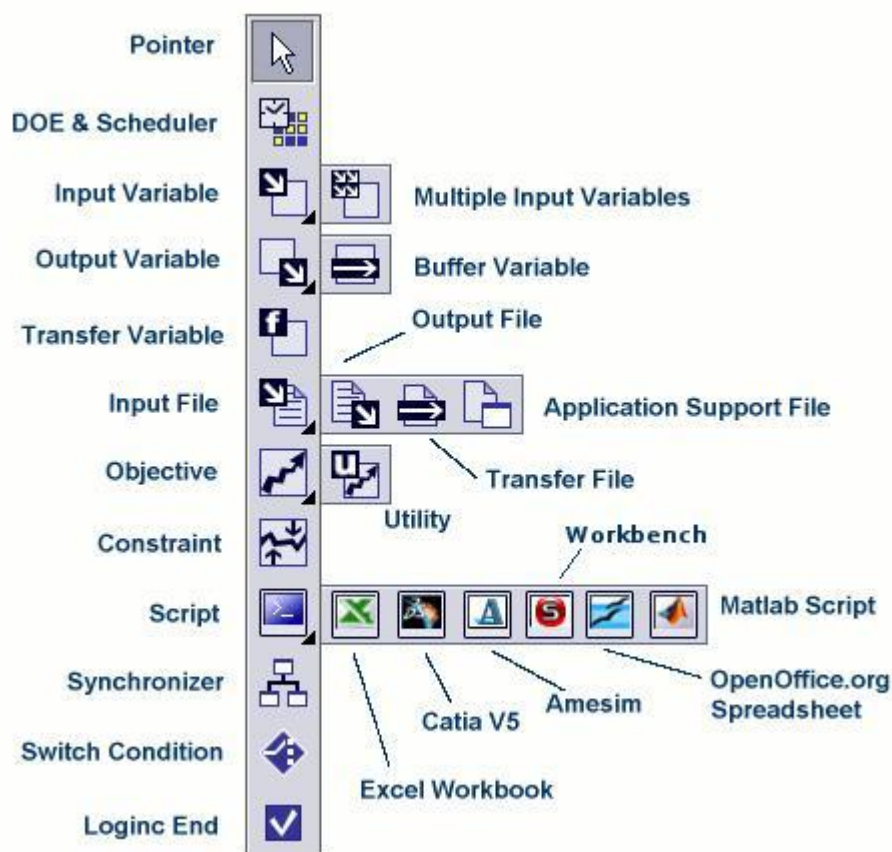 Pointer
DOE & Scheduler
Input Variable
Multiple Input Variables
Output Variable
Buffer Variable
Output File
Transfer Variable
f
Input File
Application Support File
Objective
U
Transfer File
Utility
Workbench
Constraint
Script
Matlab Script
Synchronizer
OpenOffice.org
Spreadsheet
Amesim
Catia V5
Switch Condition
Excel Workbook
Loginc End